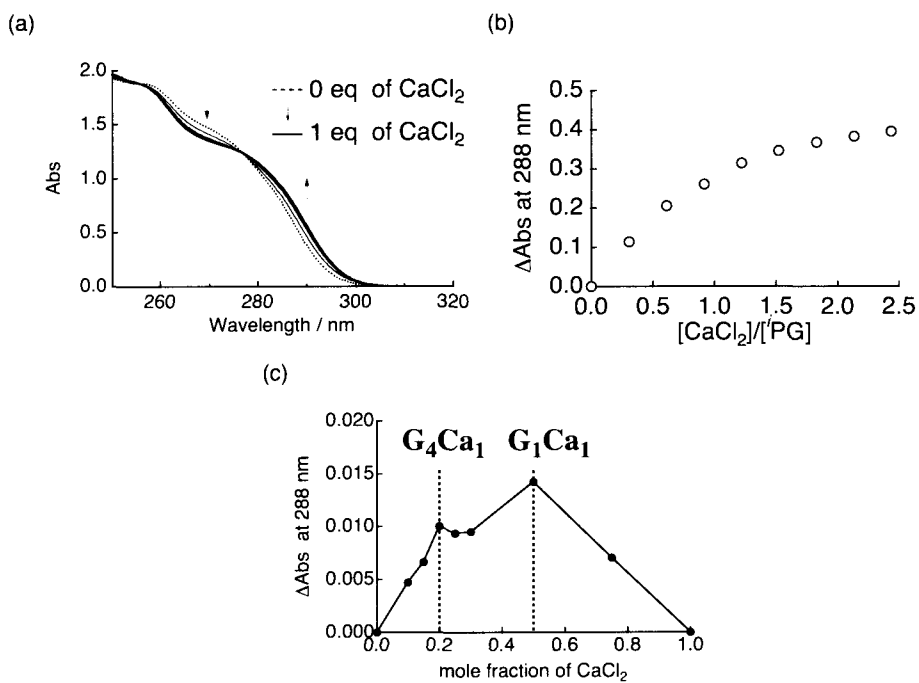 (a)
2.0
1.5
1.0
0.5
0.0
Abs
0 eq of CaCl₂
1 eq of CaCl₂
260
280
300
320
Wavelength / nm
(b)
0.5
0.4
0.3
0.2
0.1
0.0
ΔAbs at 288 nm
0.0
0.5
1.0
1.5
2.0
2.5
[CaCl₂]/[ⁱPG]
(c)
G₄Ca₁
G₁Ca₁
0.020
0.015
0.010
0.005
0.000
ΔAbs at 288 nm
0.0
0.2
0.4
0.6
0.8
1.0
mole fraction of CaCl₂